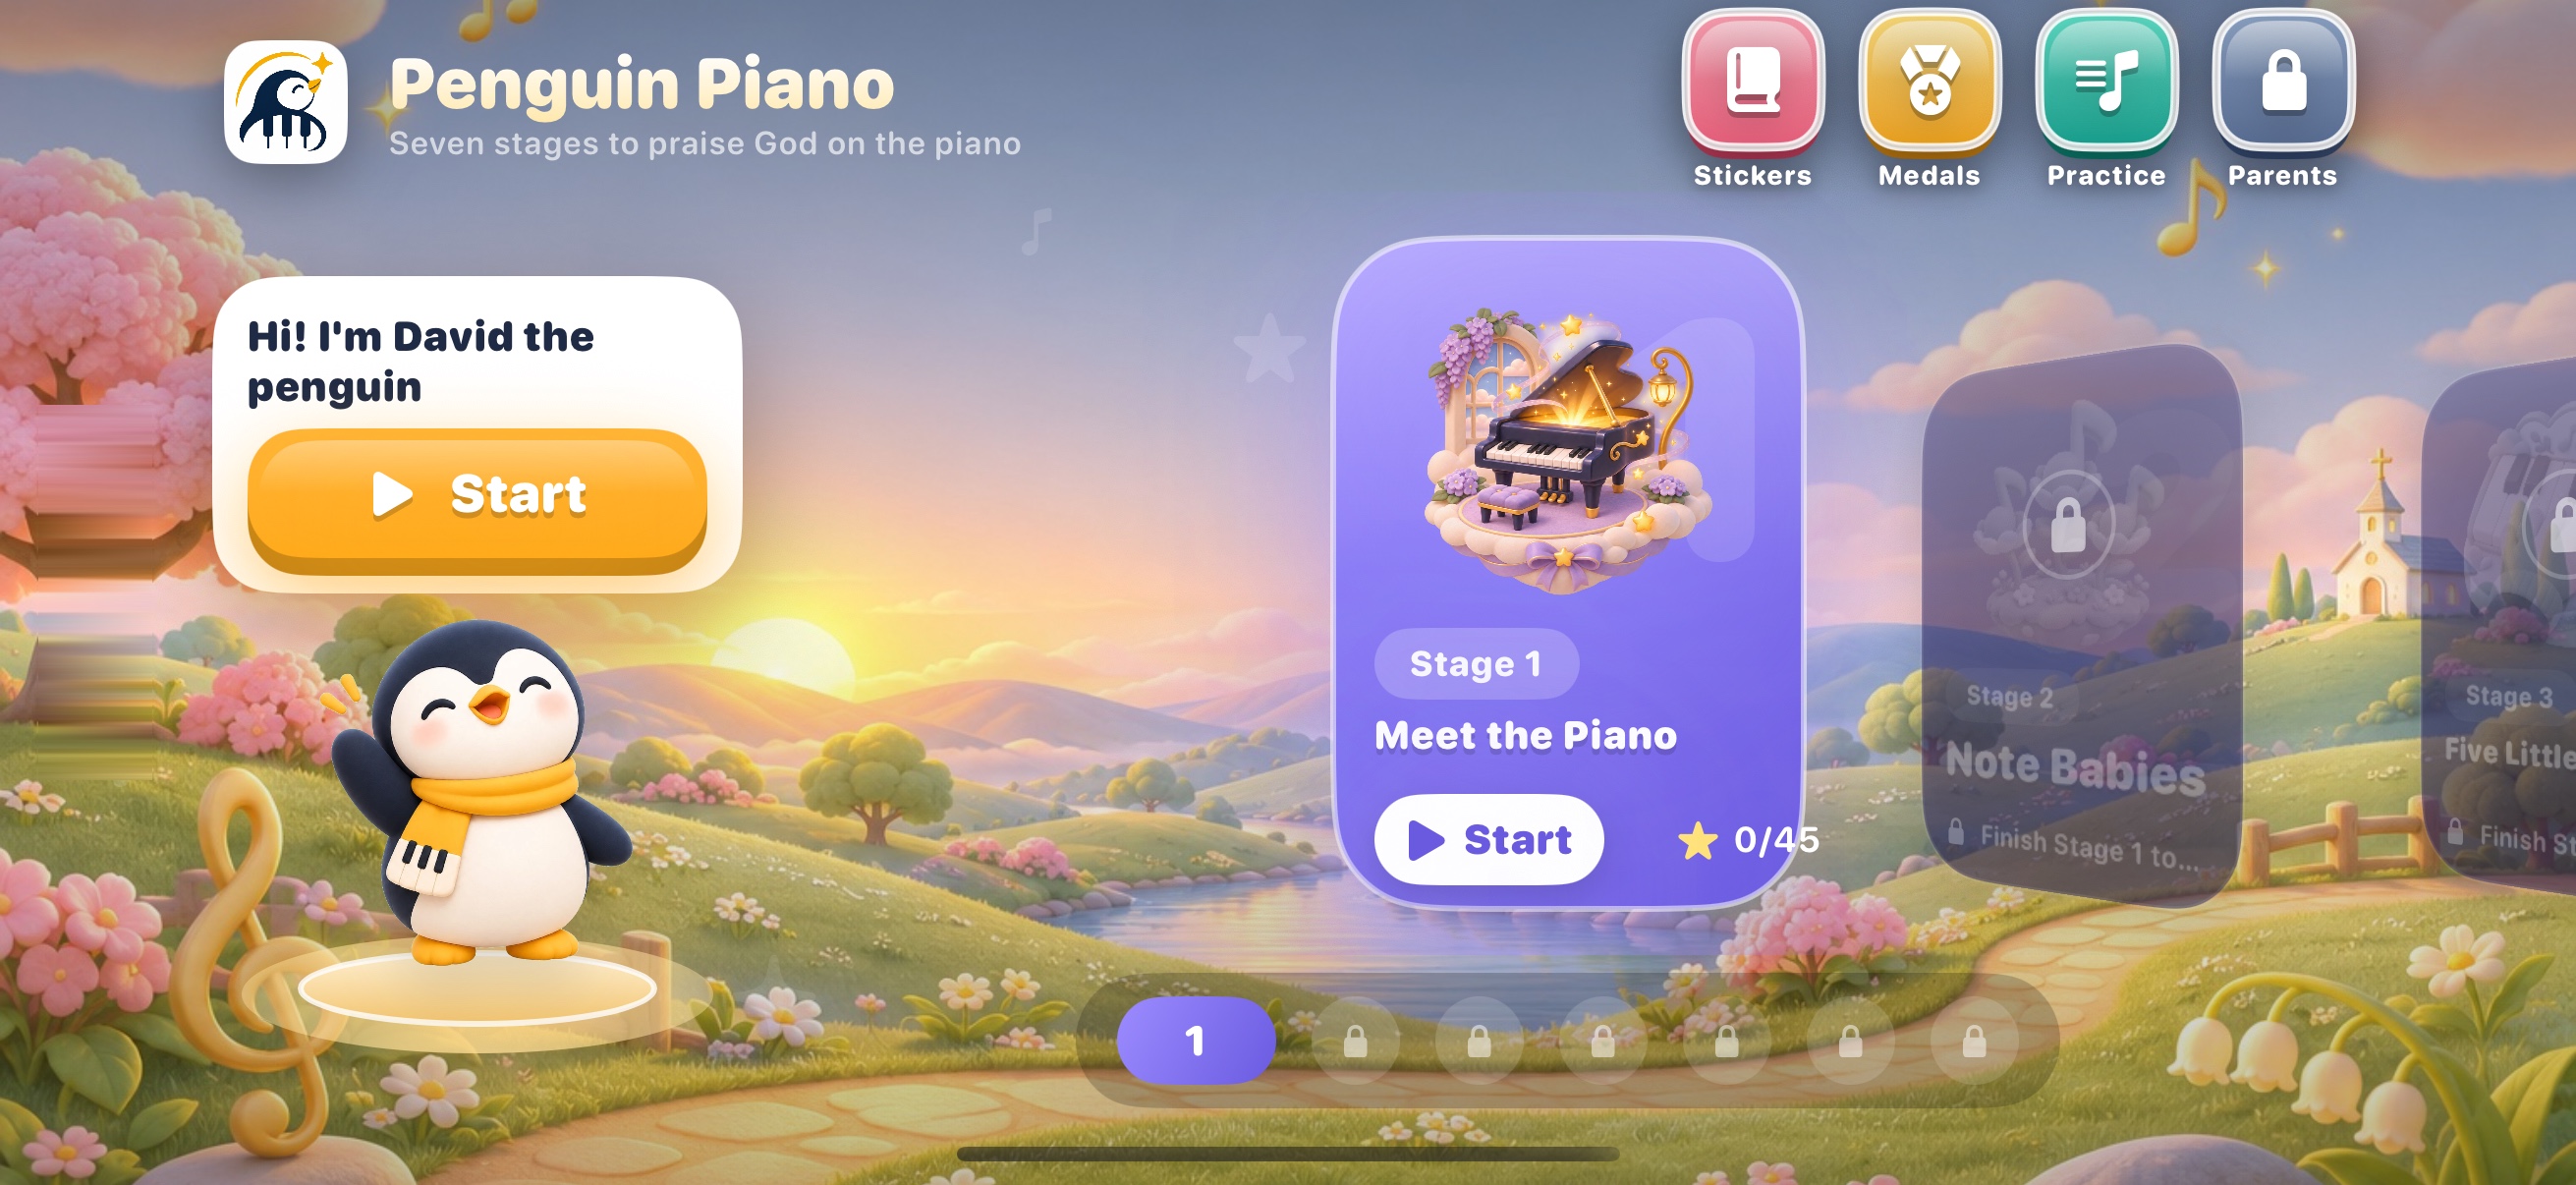 Penguin Piano
Seven stages to praise God on the piano
Stickers
Medals
Practice
Parents
Hi! I'm David the
penguin
Start
Stage 1
Meet the Piano
Start
0/45
Stage 2
Note Babies
Finish Stage 1 to...
Stage 3
Five Little
Finish St
1